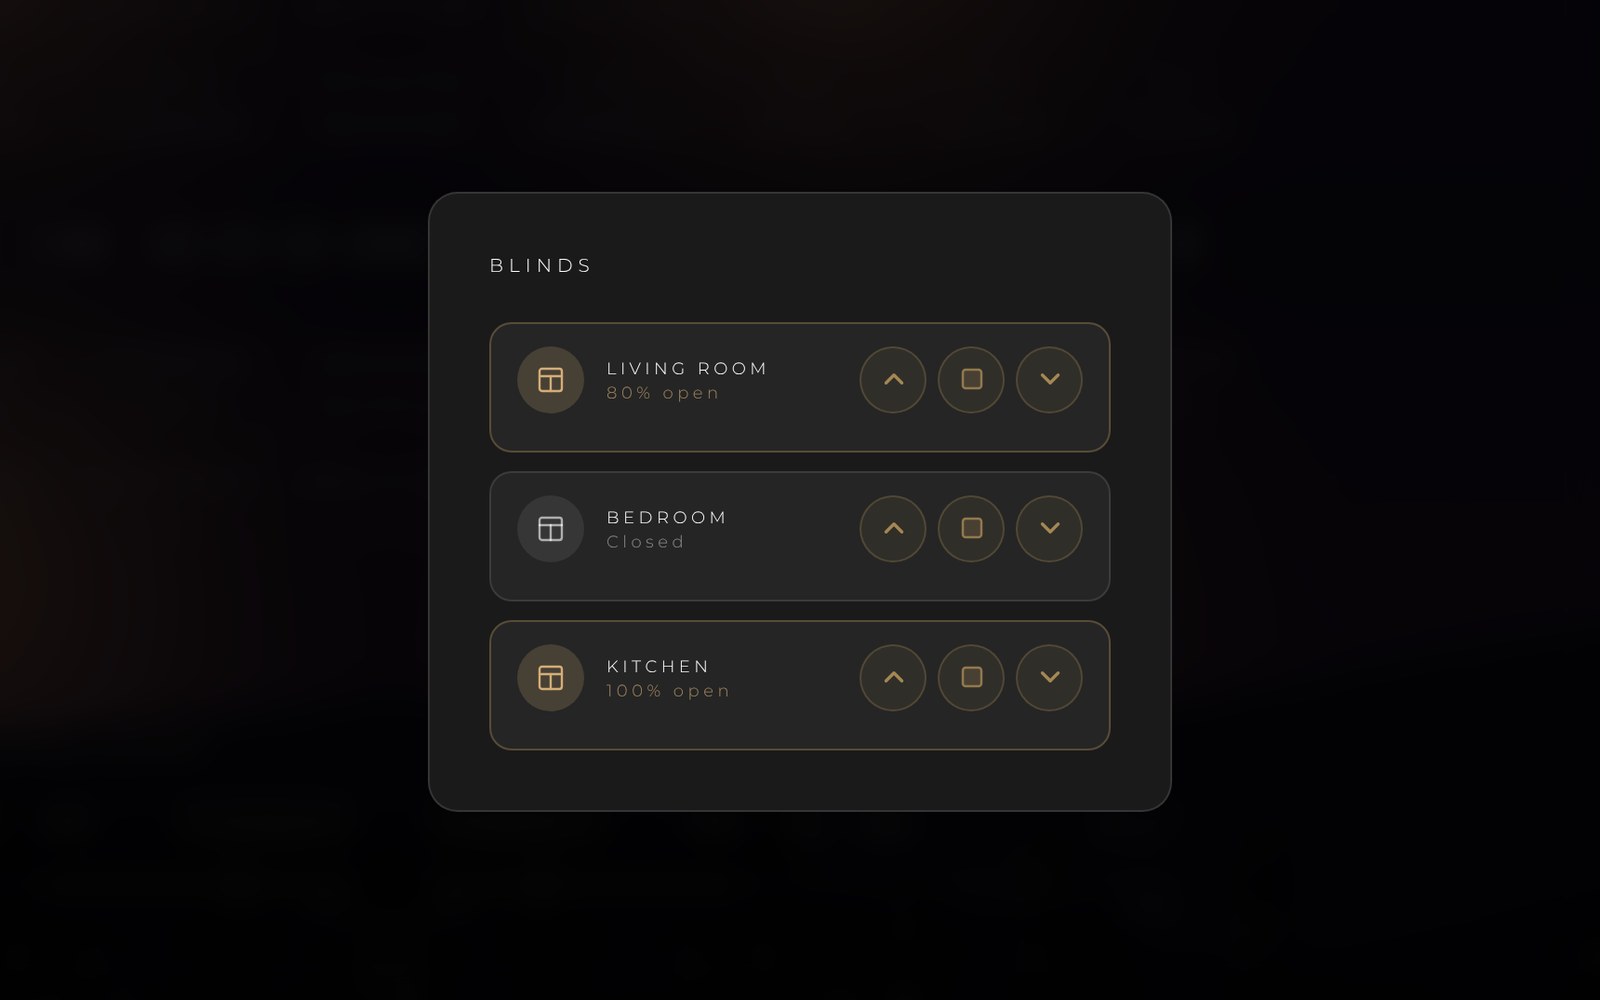 BLINDS
LIVING ROOM
80% open
BEDROOM
Closed
KITCHEN
100% open